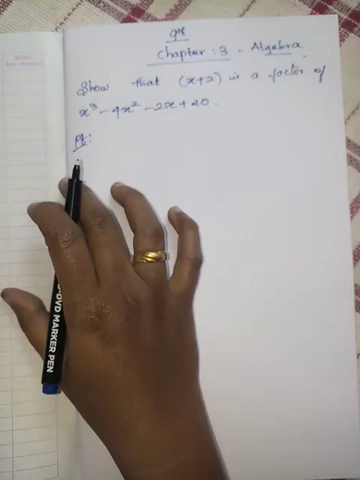 9th
Chapter : 3 - Algebra
Show that (x+2) is a factor of
x³ - 4x² - 2x + 20.
Pf:
DVD MARKER PEN